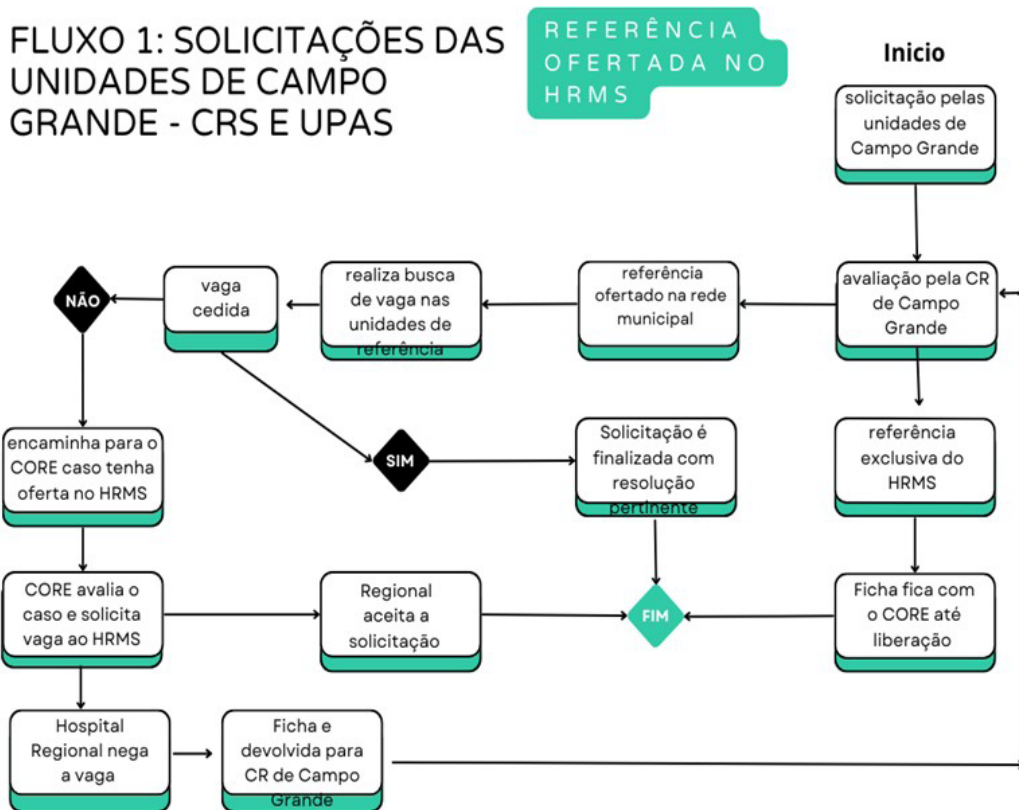 FLUXO 1: SOLICITAÇÕES DAS
UNIDADES DE CAMPO
GRANDE - CRS E UPAS
REFERÊNCIA
OFERTADA NO
HRMS
Inicio
solicitação pelas
unidades de
Campo Grande
avaliação pela CR
de Campo
Grande
referência
ofertado na rede
municipal
realiza busca
de vaga nas
unidades de
referência
vaga
cedida
NÃO
encaminha para o
CORE caso tenha
oferta no HRMS
SIM
Solicitação é
finalizada com
resolução
pertinente
referência
exclusiva do
HRMS
CORE avalia o
caso e solicita
vaga ao HRMS
Regional
aceita a
solicitação
FIM
Ficha fica com
o CORE até
liberação
Hospital
Regional nega
a vaga
Ficha e
devolvida para
CR de Campo
Grande